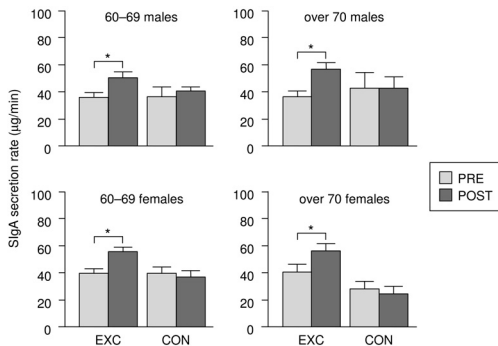 60–69 males
over 70 males
100
80
60
40
20
0
*
100
80
60
40
20
0
*
SIgA secretion rate (µg/min)
PRE
POST
60–69 females
over 70 females
100
80
60
40
20
0
*
EXC
CON
100
80
60
40
20
0
*
EXC
CON